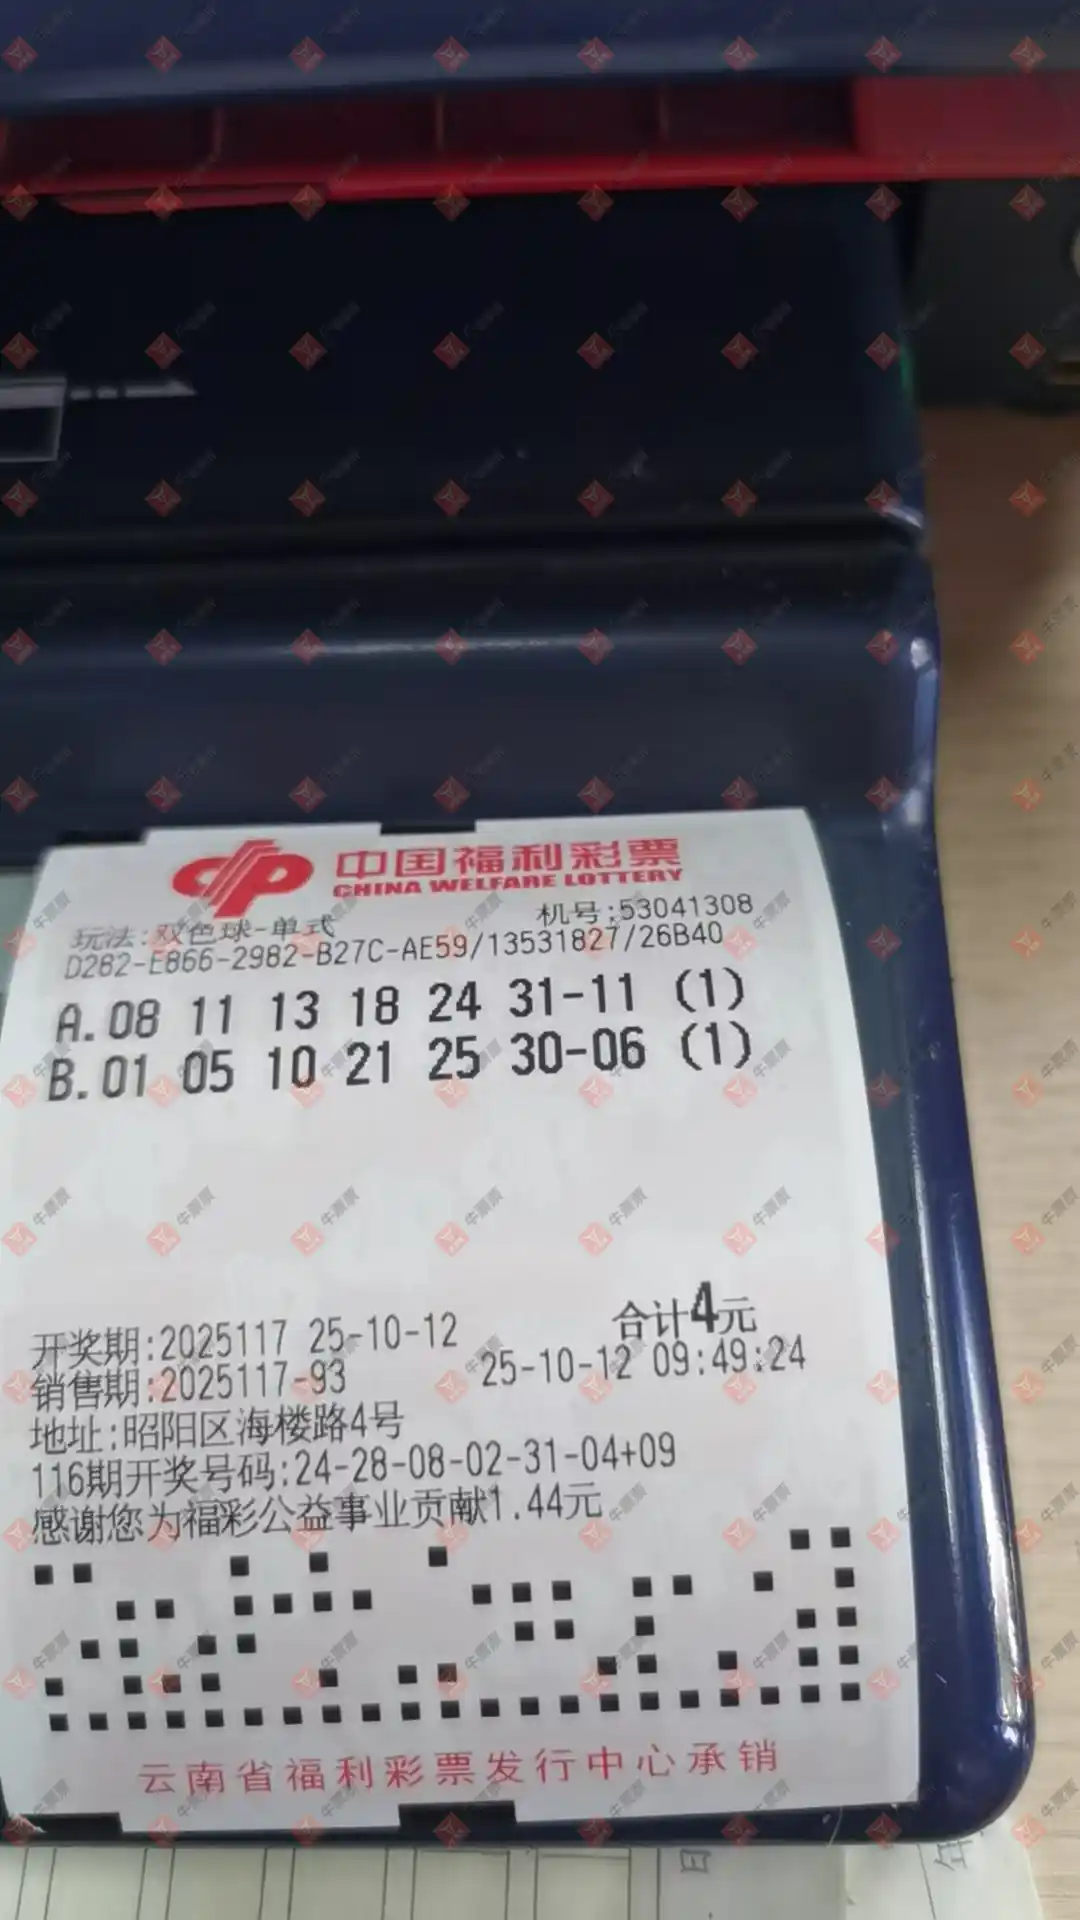 中国福利彩票
CHINA WELFARE LOTTERY
机号:53041308
玩法:双色球-单式
D282-E866-2982-B27C-AE59/13531827/26B40
A.08 11 13 18 24 31-11 (1)
B.01 05 10 21 25 30-06 (1)
合计4元
开奖期:2025117 25-10-12
销售期:2025117-93 25-10-12 09:49:24
地址:昭阳区海楼路4号
116期开奖号码:24-28-08-02-31-04+09
感谢您为福彩公益事业贡献1.44元
云南省福利彩票发行中心承销
日
牛票票